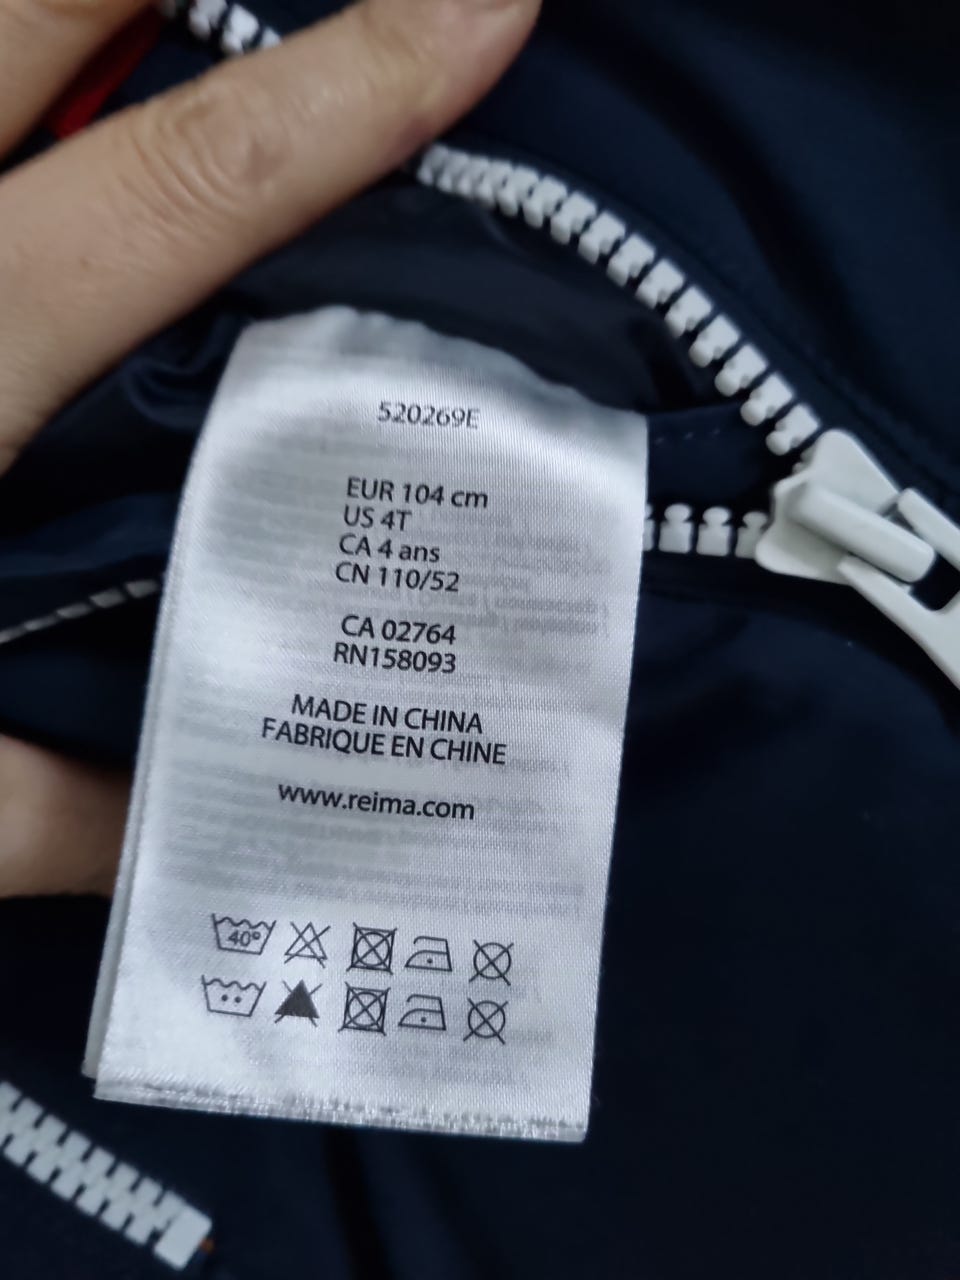 520269E
EUR 104 cm
US 4T
CA 4 ans
CN 110/52
CA 02764
RN158093
MADE IN CHINA
FABRIQUE EN CHINE
www.reima.com
40°